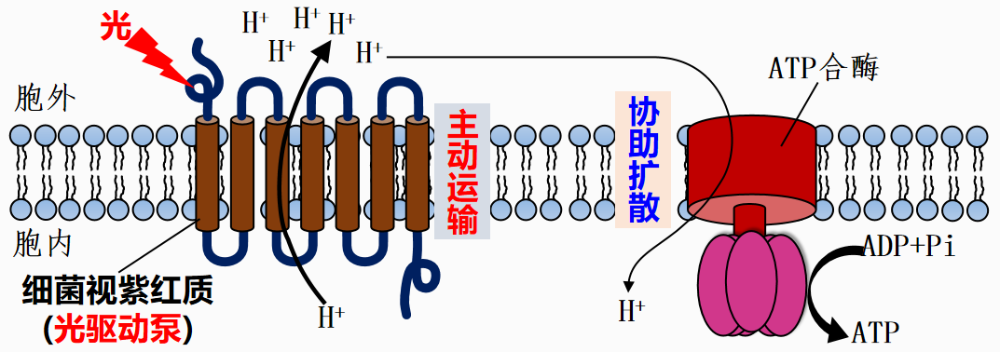 光
H⁺
H⁺
H⁺
H⁺
H⁺
胞外
ATP合酶
主动运输
协助扩散
胞内
ADP+Pi
细菌视紫红质
(光驱动泵)
H⁺
H⁺
ATP